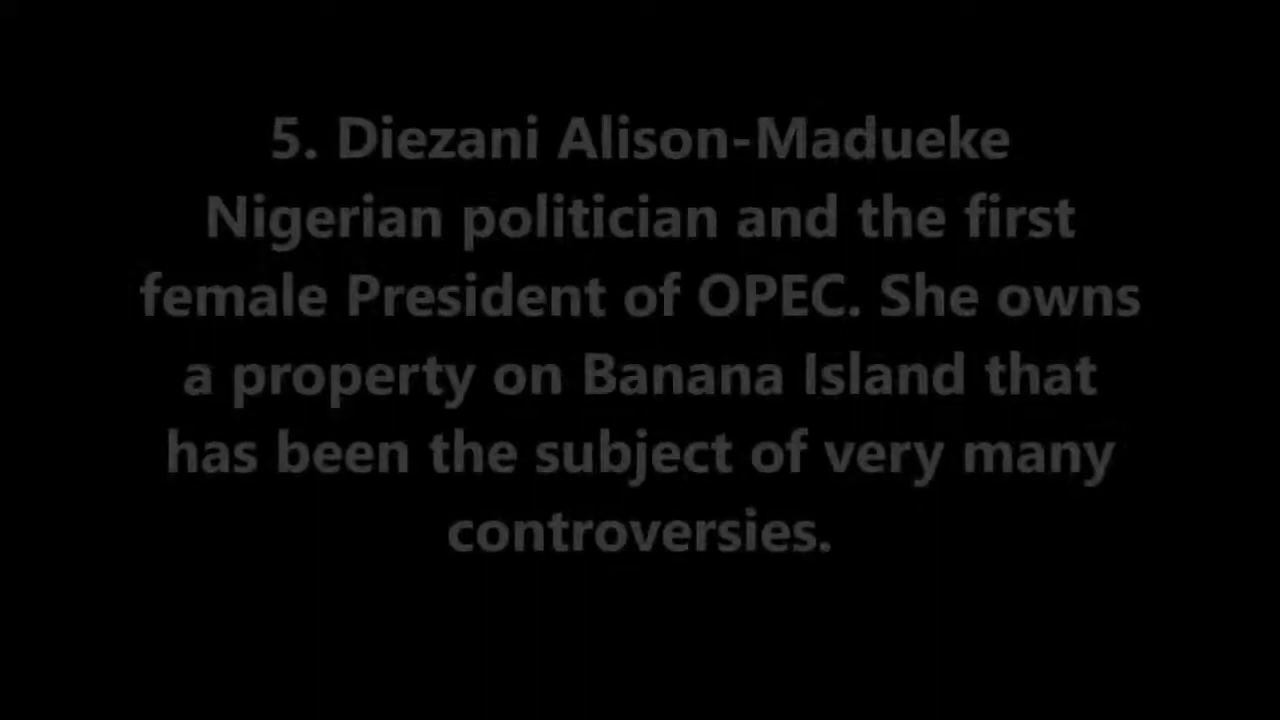 5. Diezani Alison-Madueke
Nigerian politician and the first
female President of OPEC. She owns
a property on Banana Island that
has been the subject of very many
controversies.